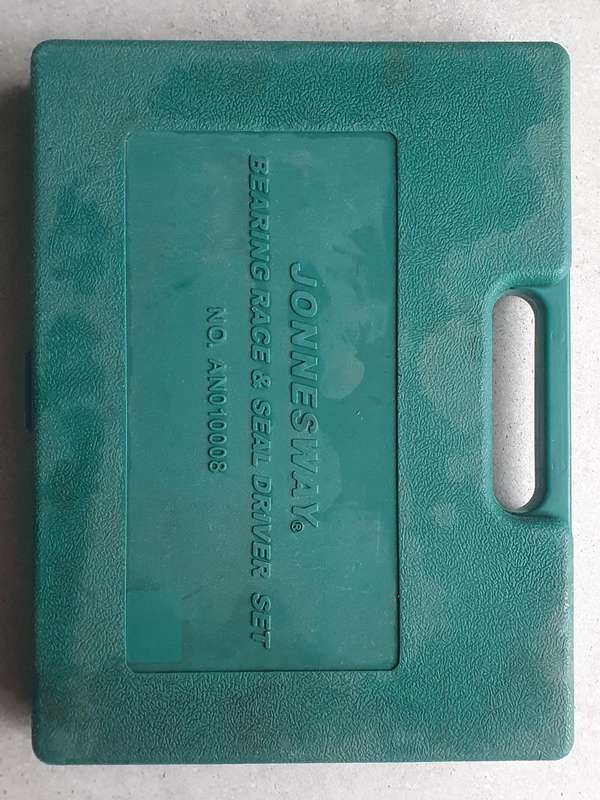 JONNESWAY®
BEARING RACE & SEAL DRIVER SET
NO. AN010008